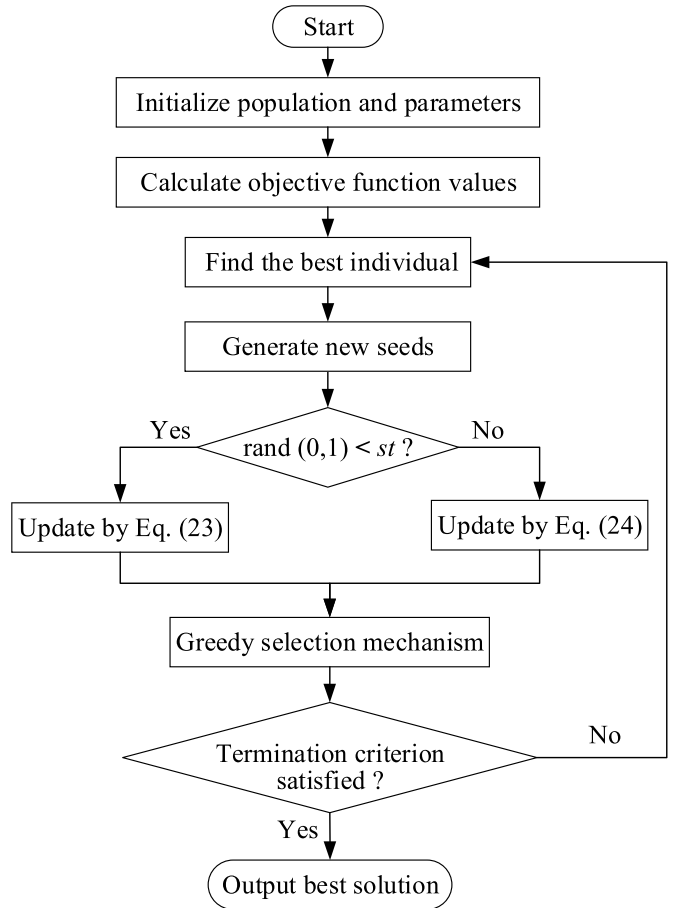 Start
Initialize population and parameters
Calculate objective function values
Find the best individual
Generate new seeds
Yes
rand (0,1) < st ?
No
Update by Eq. (23)
Update by Eq. (24)
Greedy selection mechanism
Termination criterion
satisfied ?
No
Yes
Output best solution